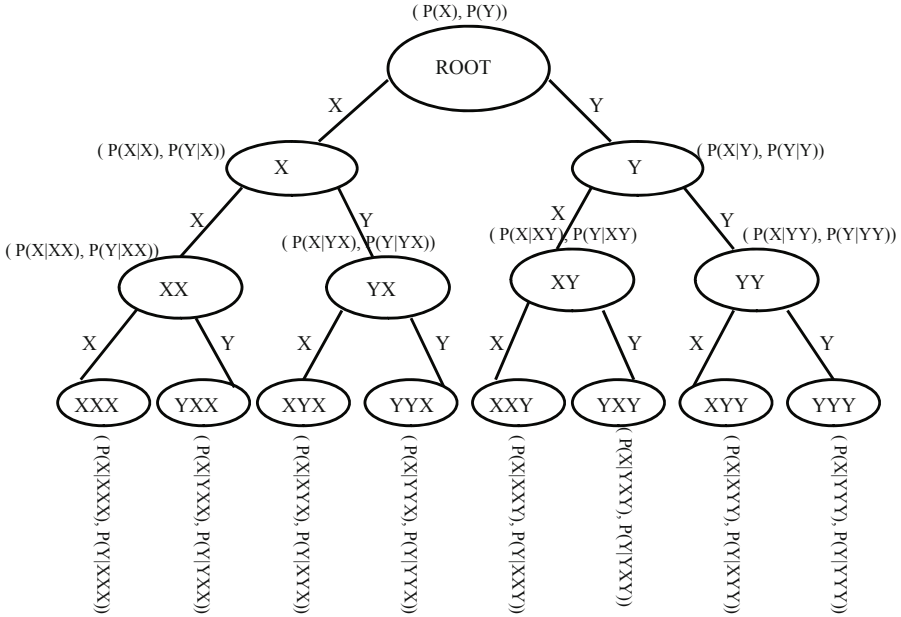 ( P(X), P(Y))
ROOT
X
Y
( P(X|X), P(Y|X))
X
Y
( P(X|Y), P(Y|Y))
X
Y
X
Y
( P(X|XX), P(Y|XX))
( P(X|YX), P(Y|YX))
( P(X|XY), P(Y|XY)
( P(X|YY), P(Y|YY))
XX
YX
XY
YY
X
Y
X
Y
X
Y
X
Y
XXX
YXX
XYX
YYX
XXY
YXY
XYY
YYY
( P(X|XXX), P(Y|XXX))
( P(X|YXX), P(Y|YXX))
( P(X|XYX), P(Y|XYX))
( P(X|YYX), P(Y|YYX))
( P(X|XXY), P(Y|XXY))
( P(X|YXY), P(Y|YXY))
( P(X|XYY), P(Y|XYY))
( P(X|YYY), P(Y|YYY))